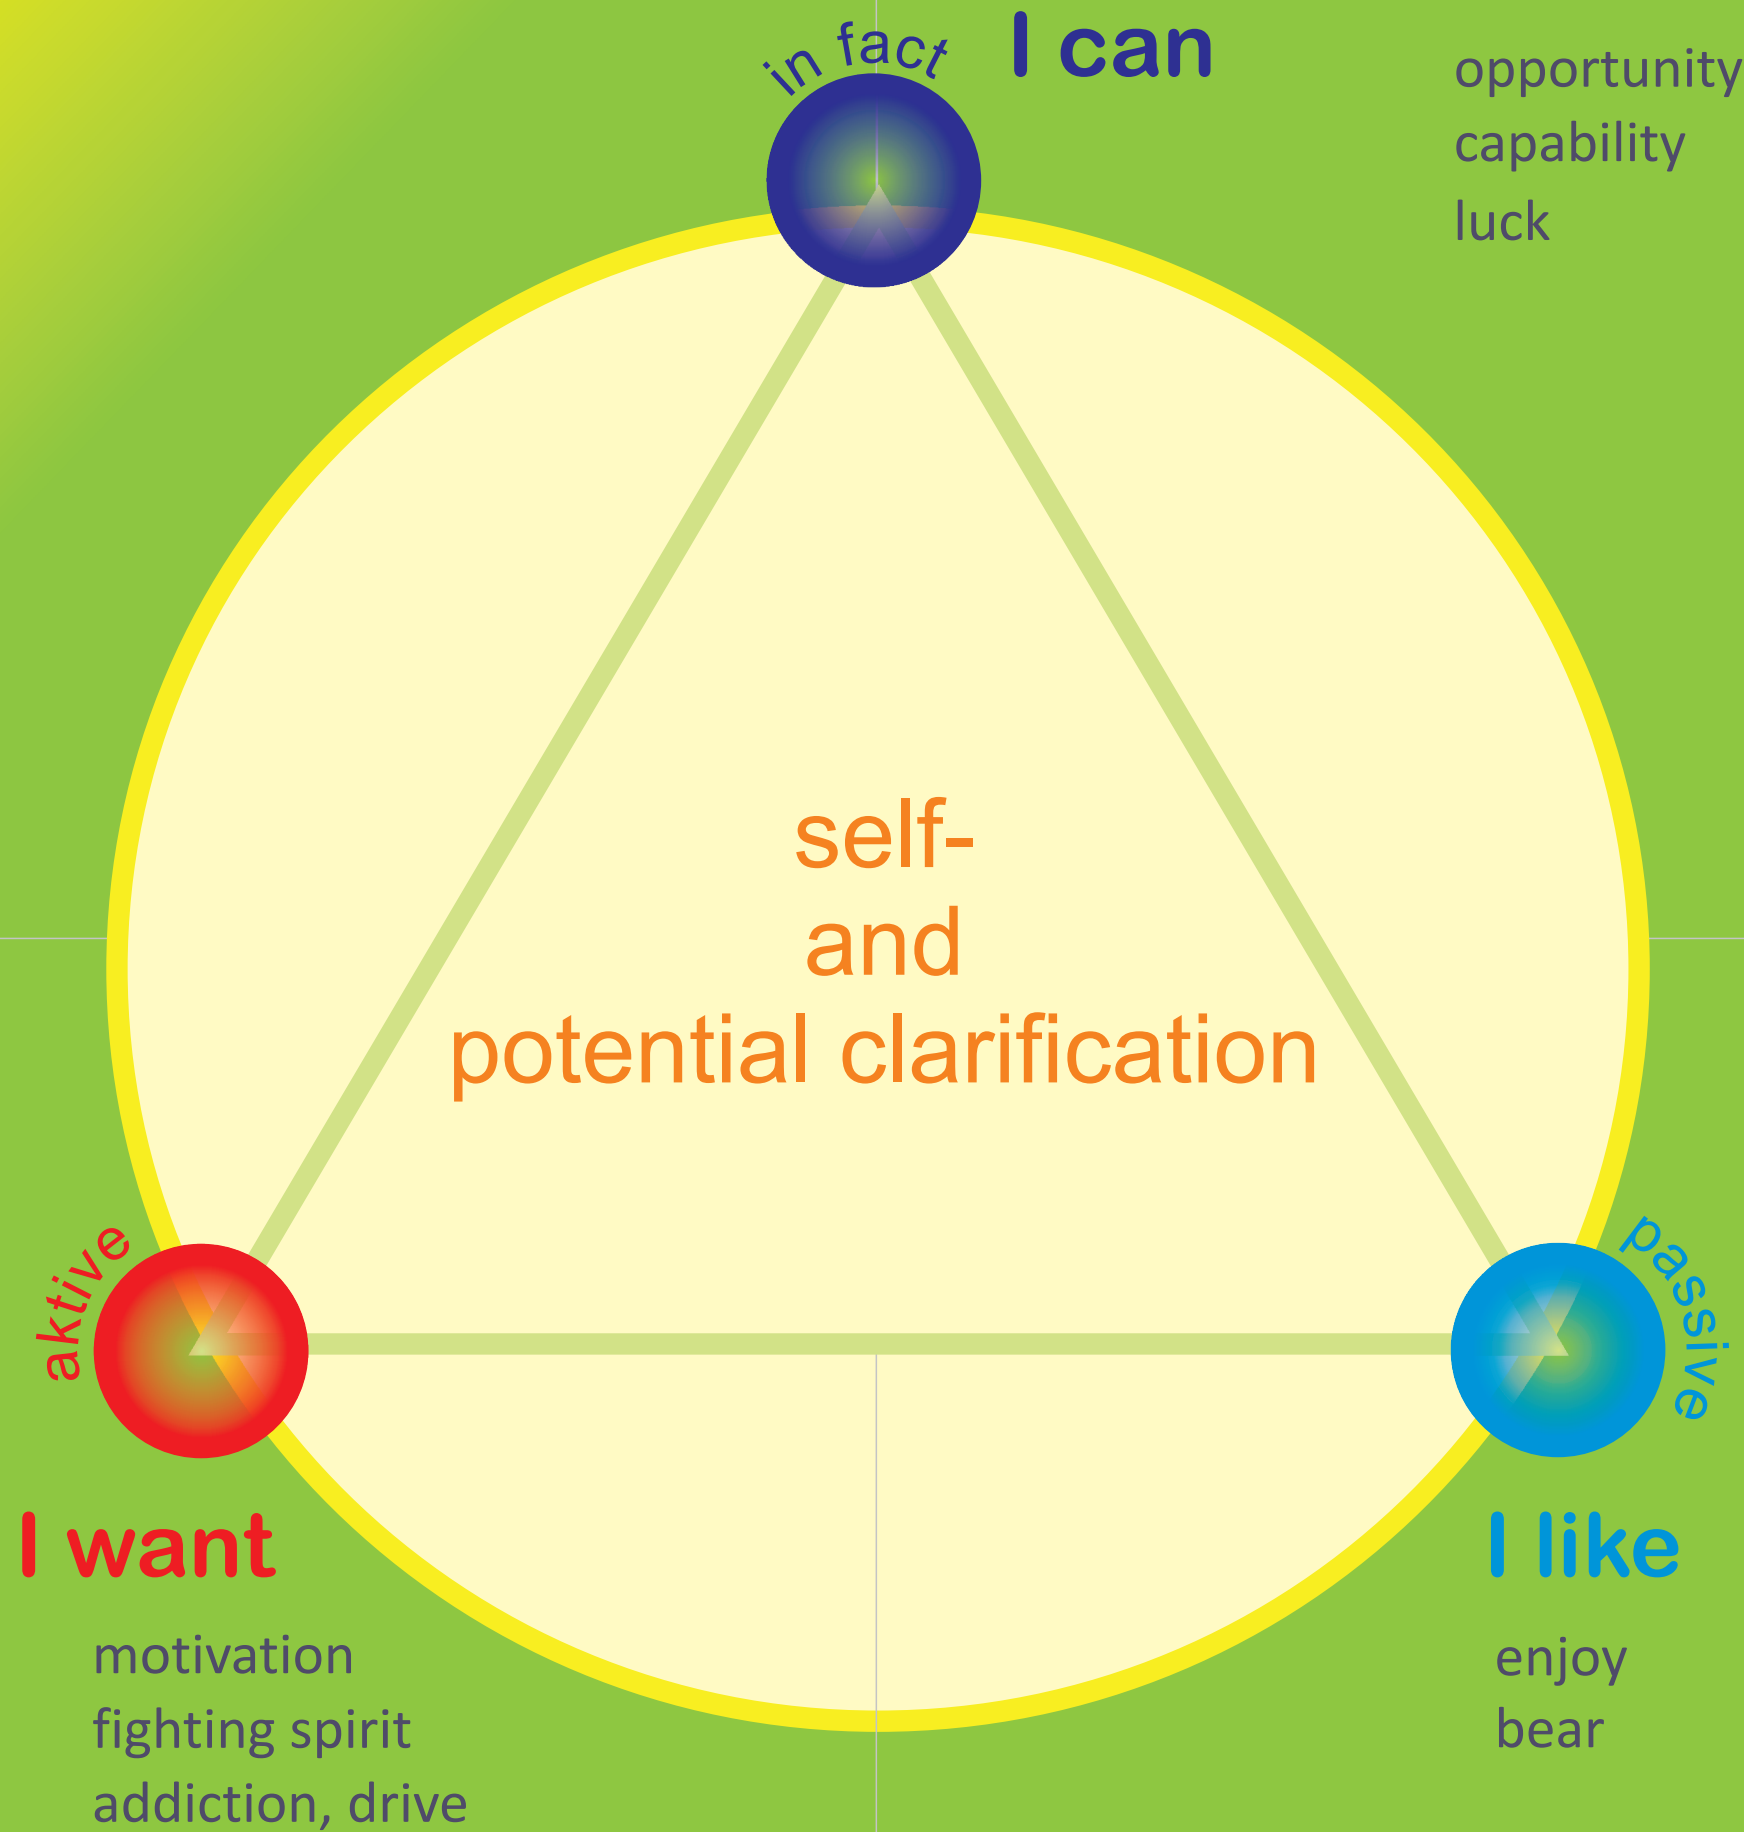 in fact
I can
opportunity
capability
luck
self-
and
potential clarification
aktive
passive
I want
I like
motivation
fighting spirit
addiction, drive
enjoy
bear